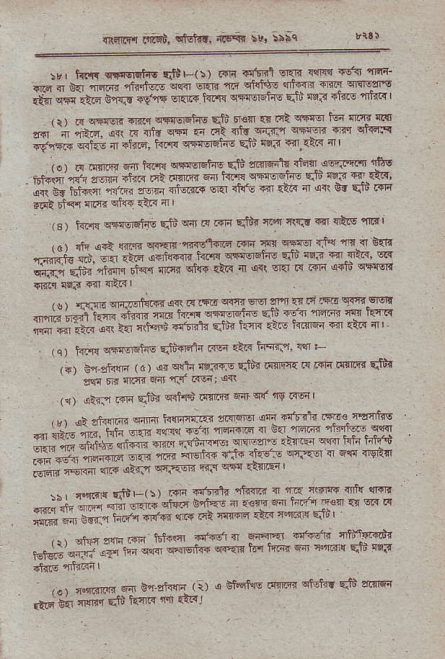 বাংলাদেশ গেজেট, অতিরিক্ত, নভেম্বর ১৮, ১৯৯৭ ৮২৪১
১৮। বিশেষ অক্ষমতাজনিত ছুটি।—(১) কোন কর্মচারী তাহার যথাযথ কর্তব্য পালন-
কালে বা উহা পালনের পরিণতিতে অথবা তাহার পদে অধিষ্ঠিত থাকিবার কারণে আঘাতপ্রাপ্ত
হইয়া অক্ষম হইলে উপযুক্ত কর্তৃপক্ষ তাহাকে বিশেষ অক্ষমতাজনিত ছুটি মঞ্জুর করিতে পারিবে।
(২) যে অক্ষমতার কারণে অক্ষমতাজনিত ছুটি চাওয়া হয় সেই অক্ষমতা তিন মাসের মধ্যে
প্রকা না পাইলে, এবং যে ব্যক্তি অক্ষম হন সেই ব্যক্তি অনুরূপ অক্ষমতার কারণ অবিলম্বে
কর্তৃপক্ষকে অবহিত না করিলে, বিশেষ অক্ষমতাজনিত ছুটি মঞ্জুর করা হইবে না।
(৩) যে মেয়াদের জন্য বিশেষ অক্ষমতাজনিত ছুটি প্রয়োজনীয় বলিয়া এতদুদ্দেশ্যে গঠিত
চিকিৎসা পর্ষদ প্রত্যয়ন করিবে সেই মেয়াদের জন্য বিশেষ অক্ষমতাজনিত ছুটি মঞ্জুর করা হইবে,
এবং উক্ত চিকিৎসা পর্ষদের প্রত্যয়ন ব্যতিরেকে তাহা বর্ধিত করা হইবে না এবং উক্ত ছুটি কোন
ক্রমেই চব্বিশ মাসের অধিক হইবে না।
(৪) বিশেষ অক্ষমতাজনিত ছুটি অন্য যে কোন ছুটির সংগে সংযুক্ত করা যাইতে পারে।
(৫) যদি একই ধরণের অবস্থায় পরবর্তীকালে কোন সময় অক্ষমতা বৃদ্ধি পায় বা উহার
পুনরাবৃত্তি ঘটে, তাহা হইলে একাধিকবার বিশেষ অক্ষমতাজনিত ছুটি মঞ্জুর করা যাইবে, তবে
অনুরূপ ছুটির পরিমাণ চব্বিশ মাসের অধিক হইবে না এবং তাহা যে কোন একটি অক্ষমতার
কারণে মঞ্জুর করা যাইবে।
(৬) শুধুমাত্র আনুতোষিকের এবং যে ক্ষেত্রে অবসর ভাতা প্রাপ্য হয় সে ক্ষেত্রে অবসর ভাতার
ব্যাপারে চাকুরী হিসাব করিবার সময়ে বিশেষ অক্ষমতাজনিত ছুটি কর্তব্য পালনের সময় হিসাবে
গণনা করা হইবে এবং ইহা সংশ্লিষ্ট কর্মচারীর ছুটির হিসাব হইতে বিয়োজন করা হইবে না।
(৭) বিশেষ অক্ষমতাজনিত ছুটিকালীন বেতন হইবে নিম্নরূপ, যথা :—
(ক) উপ-প্রবিধান (৫) এর অধীন মঞ্জুরকৃত ছুটির মেয়াদসহ যে কোন মেয়াদের ছুটির
প্রথম চার মাসের জন্য পূর্ণ বেতন; এবং
(খ) এইরূপ কোন ছুটির অবশিষ্ট মেয়াদের জন্য অর্ধ গড় বেতন।
(৮) এই প্রবিধানের অন্যান্য বিধানসমূহের প্রযোজ্যতা এমন কর্মচারীর ক্ষেত্রেও সম্প্রসারিত
করা যাইতে পারে, যিনি তাহার যথাযথ কর্তব্য পালনকালে বা উহা পালনের পরিণতিতে অথবা
তাহার পদে অধিষ্ঠিত থাকিবার কারণে দুর্ঘটনাবশতঃ আঘাতপ্রাপ্ত হইয়াছেন অথবা যিনি নির্দিষ্ট
কোন কর্তব্য পালনকালে তাহার পদের স্বাভাবিক ঝুঁকি বহির্ভূত অসুস্থতা বা জখম বাড়াইয়া
তোলার সম্ভাবনা থাকে এইরূপ অসুস্থতার দরুণ অক্ষম হইয়াছেন।
১৯। সংগরোধ ছুটি।—(১) কোন কর্মচারীর পরিবারে বা গৃহে সংক্রামক ব্যাধি থাকার
কারণে যদি আদেশ দ্বারা তাহাকে অফিসে উপস্থিত না হওয়ার জন্য নির্দেশ দেওয়া হয় তবে যে
সময়ের জন্য উক্তরূপ নির্দেশ কার্যকর থাকে সেই সময়কাল হইবে সংগরোধ ছুটি।
(২) অফিস প্রধান কোন চিকিৎসা কর্মকর্তা বা জনস্বাস্থ্য কর্মকর্তার সার্টিফিকেটের
ভিত্তিতে অনূর্ধ্ব একুশ দিন অথবা অস্বাভাবিক অবস্থায় ত্রিশ দিনের জন্য সংগরোধ ছুটি মঞ্জুর
করিতে পারিবেন।
(৩) সংগরোধের জন্য উপ-প্রবিধান (২) এ উল্লিখিত মেয়াদের অতিরিক্ত ছুটি প্রয়োজন
হইলে উহা সাধারণ ছুটি হিসাবে গণ্য হইবে।